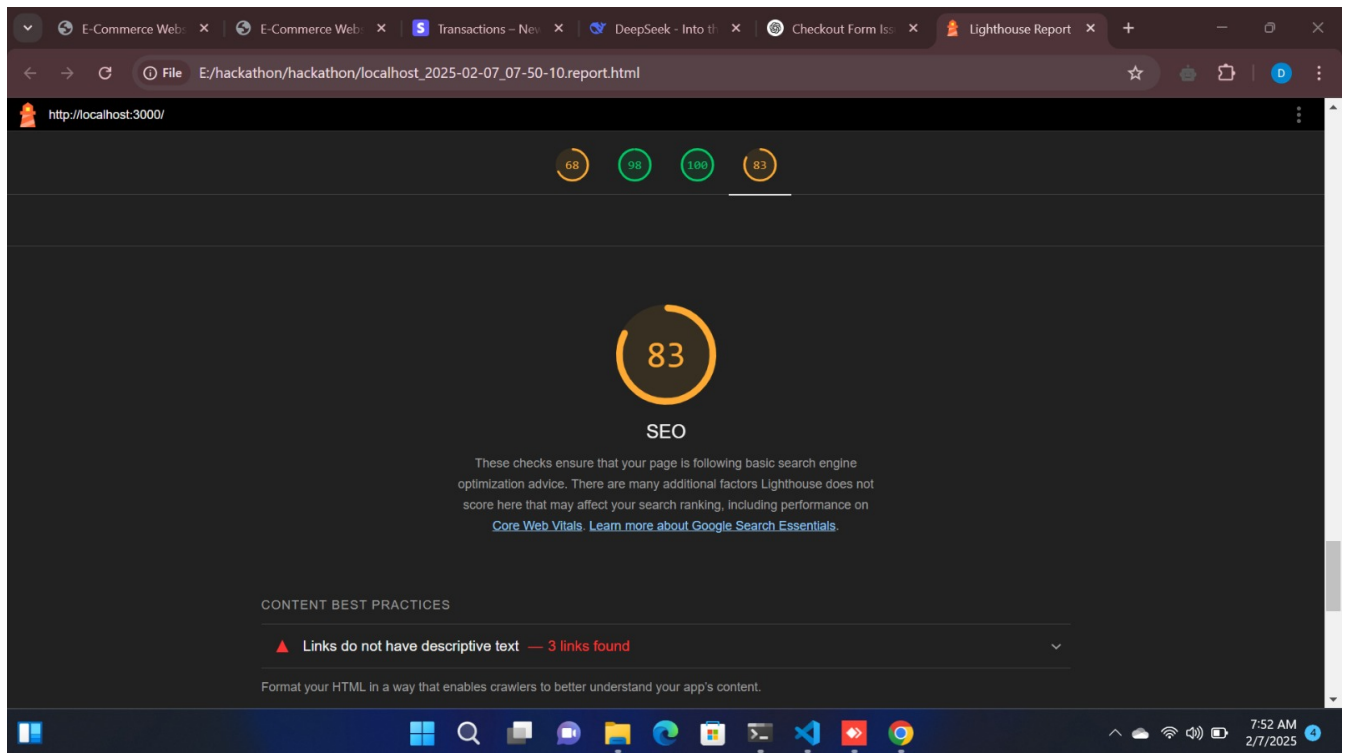 E-Commerce Webs
E-Commerce Webs
Transactions – New
DeepSeek - Into th
Checkout Form Iss
Lighthouse Report
File
E:/hackathon/hackathon/localhost_2025-02-07_07-50-10.report.html
D
http://localhost:3000/
68
98
100
83
83
SEO
These checks ensure that your page is following basic search engine
optimization advice. There are many additional factors Lighthouse does not
score here that may affect your search ranking, including performance on
Core Web Vitals. Learn more about Google Search Essentials.
CONTENT BEST PRACTICES
Links do not have descriptive text — 3 links found
Format your HTML in a way that enables crawlers to better understand your app's content.
7:52 AM
2/7/2025
4